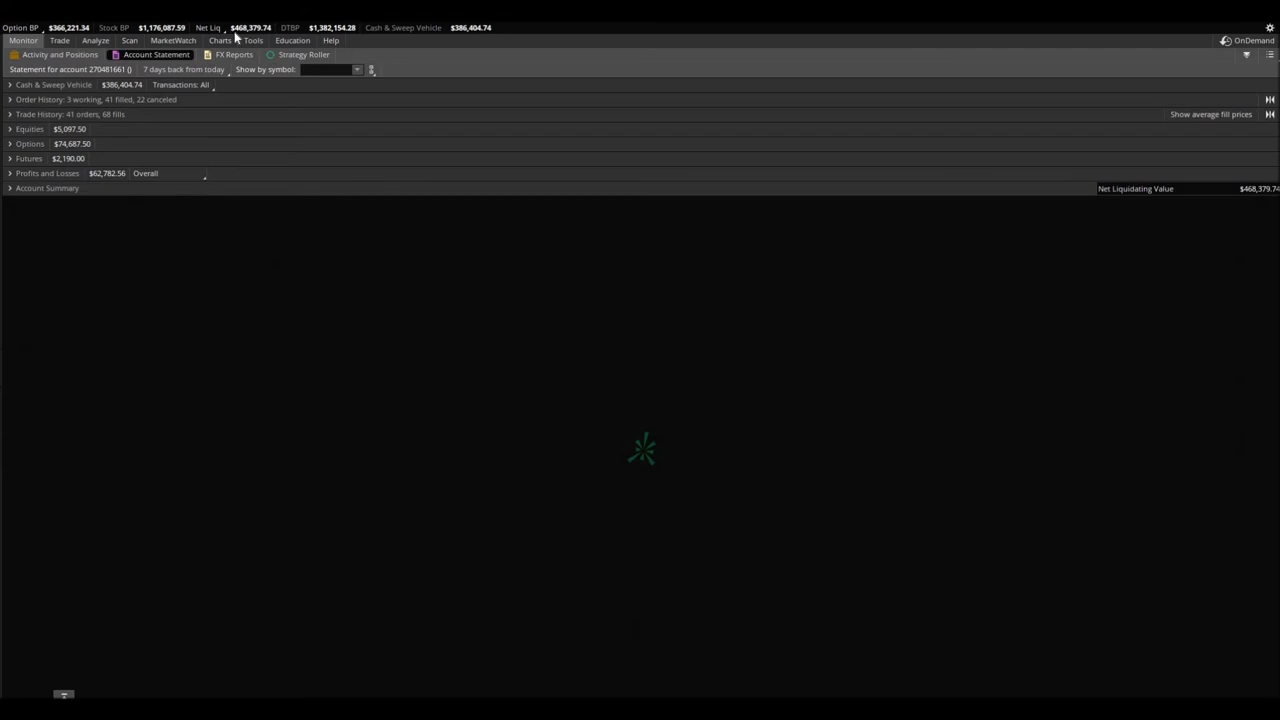 Option BP $366,221.34 Stock BP $1,176,087.59 Net Liq $468,379.74 DTBP $1,382,154.28 Cash & Sweep Vehicle $386,404.74
Monitor Trade Analyze Scan MarketWatch Charts Tools Education Help OnDemand
Activity and Positions Account Statement FX Reports Strategy Roller
Statement for account 270481661 () 7 days back from today Show by symbol:
Cash & Sweep Vehicle $386,404.74 Transactions: All
Order History: 3 working, 41 filled, 22 canceled
Trade History: 41 orders, 68 fills Show average fill prices
Equities $5,097.50
Options $74,687.50
Futures $2,190.00
Profits and Losses $62,782.56 Overall
Account Summary Net Liquidating Value $468,379.74